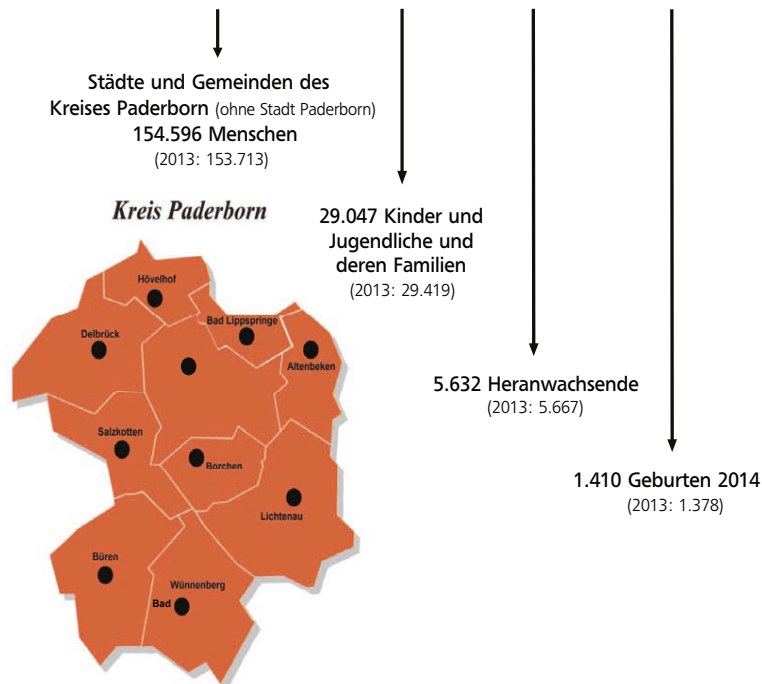 Städte und Gemeinden des
Kreises Paderborn (ohne Stadt Paderborn)
154.596 Menschen
(2013: 153.713)
Kreis Paderborn
29.047 Kinder und
Jugendliche und
deren Familien
(2013: 29.419)
Hövelhof
Bad Lippspringe
Delbrück
Altenbeken
5.632 Heranwachsende
(2013: 5.667)
Salzkotten
Borchen
1.410 Geburten 2014
(2013: 1.378)
Lichtenau
Büren
Wünnenberg
Bad